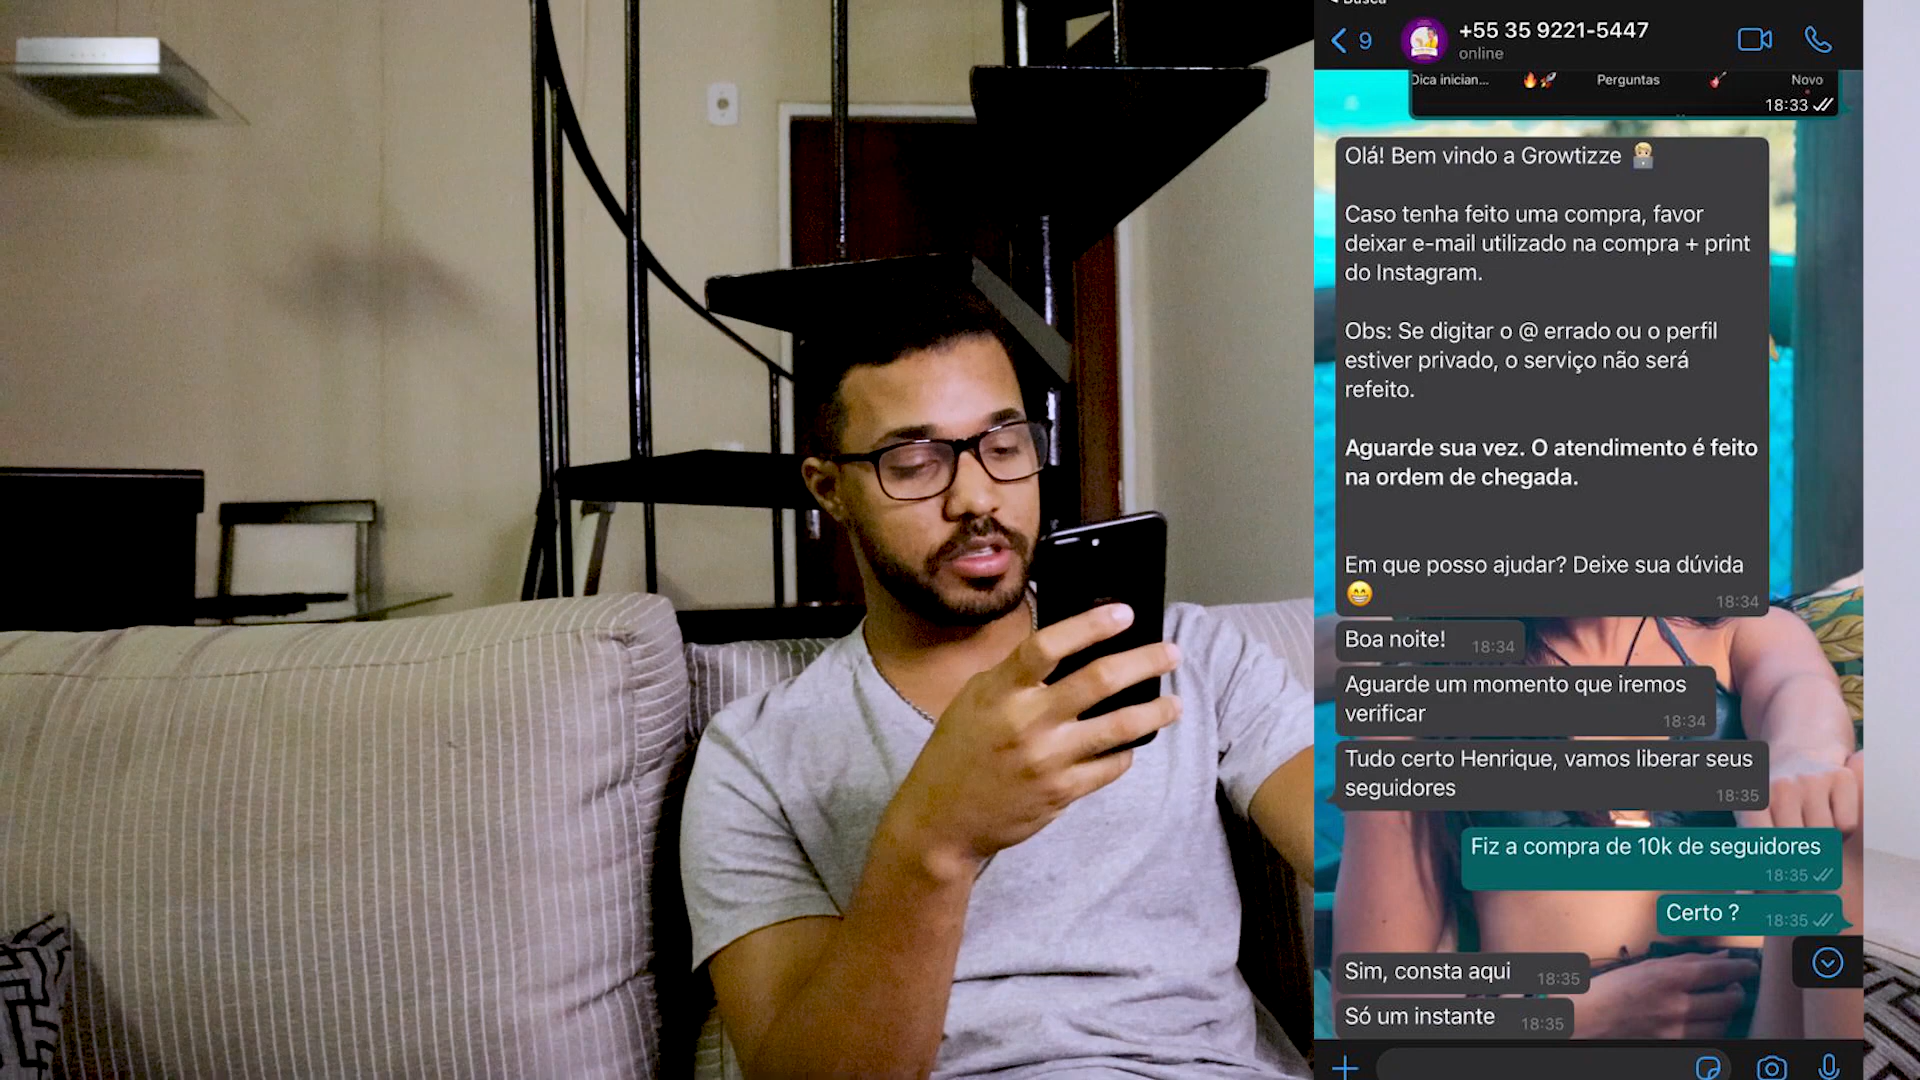 Busca
9
+55 35 9221-5447
online
Dica inician... Perguntas Novo
18:33
Olá! Bem vindo a Growtizze
Caso tenha feito uma compra, favor
deixar e-mail utilizado na compra + print
do Instagram.
Obs: Se digitar o @ errado ou o perfil
estiver privado, o serviço não será
refeito.
Aguarde sua vez. O atendimento é feito
na ordem de chegada.
Em que posso ajudar? Deixe sua dúvida
18:34
Boa noite! 18:34
Aguarde um momento que iremos
verificar 18:34
Tudo certo Henrique, vamos liberar seus
seguidores 18:35
Fiz a compra de 10k de seguidores
18:35
Certo ? 18:35
Sim, consta aqui 18:35
Só um instante 18:35